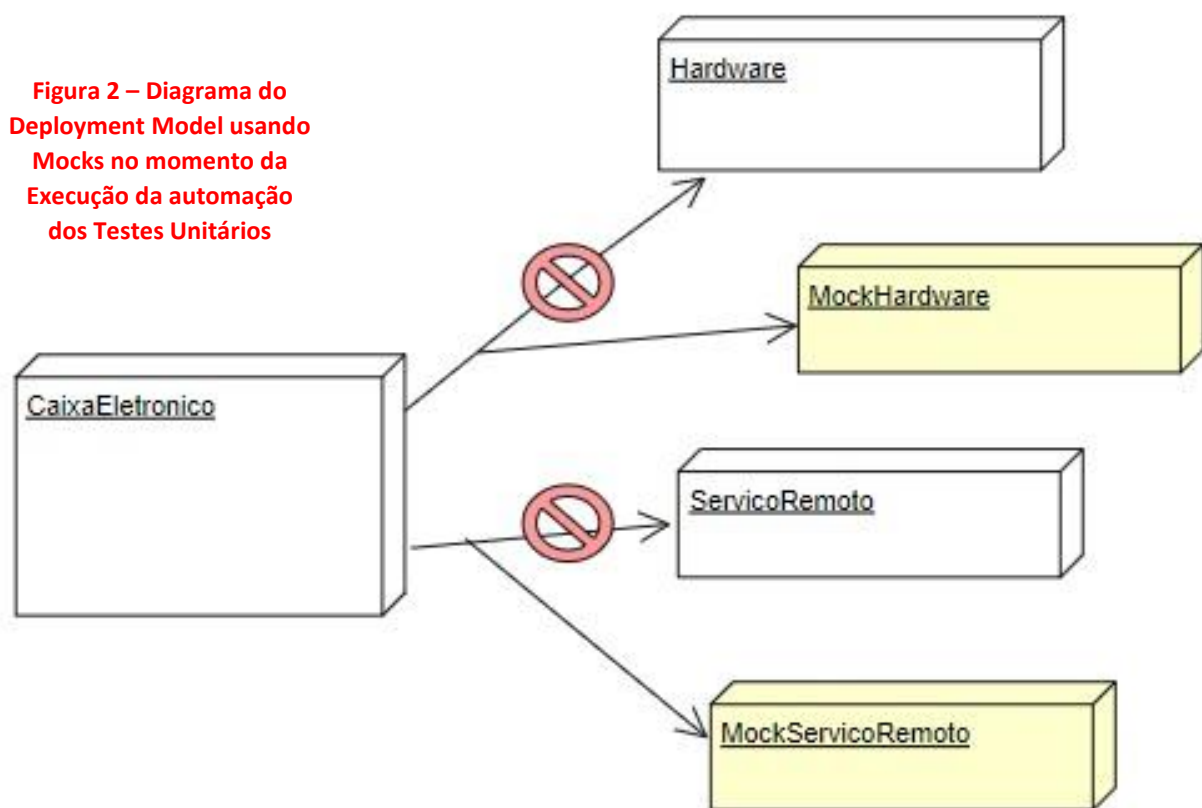 Figura 2 – Diagrama do
Deployment Model usando
Mocks no momento da
Execução da automação
dos Testes Unitários
Hardware
MockHardware
CaixaEletronico
ServicoRemoto
MockServicoRemoto